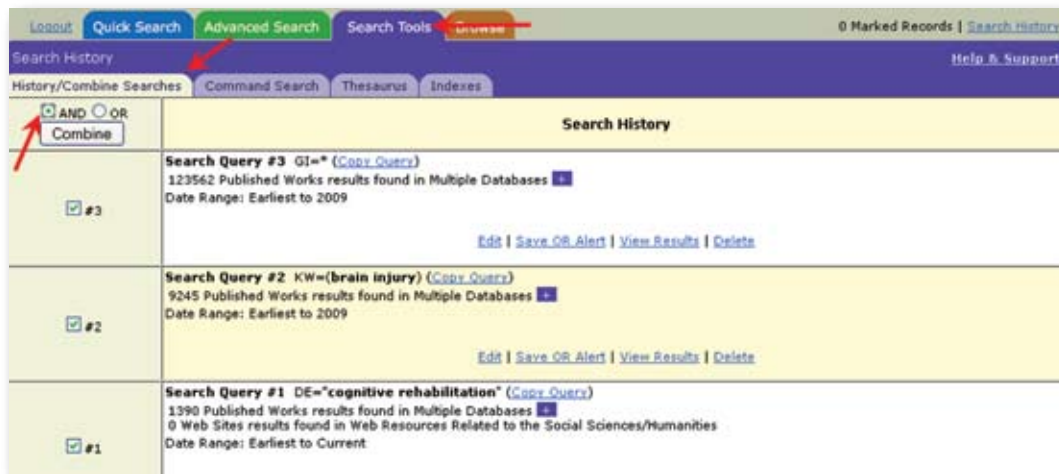 Logout Quick Search Advanced Search Search Tools Browse 0 Marked Records | Search History
Search History Help & Support
History/Combine Searches Command Search Thesaurus Indexes
AND OR
Combine
Search History
#3
Search Query #3 GI=* (Copy Query)
123562 Published Works results found in Multiple Databases +
Date Range: Earliest to 2009
Edit | Save OR Alert | View Results | Delete
#2
Search Query #2 KW=(brain injury) (Copy Query)
9245 Published Works results found in Multiple Databases +
Date Range: Earliest to 2009
Edit | Save OR Alert | View Results | Delete
#1
Search Query #1 DE="cognitive rehabilitation" (Copy Query)
1390 Published Works results found in Multiple Databases +
0 Web Sites results found in Web Resources Related to the Social Sciences/Humanities
Date Range: Earliest to Current